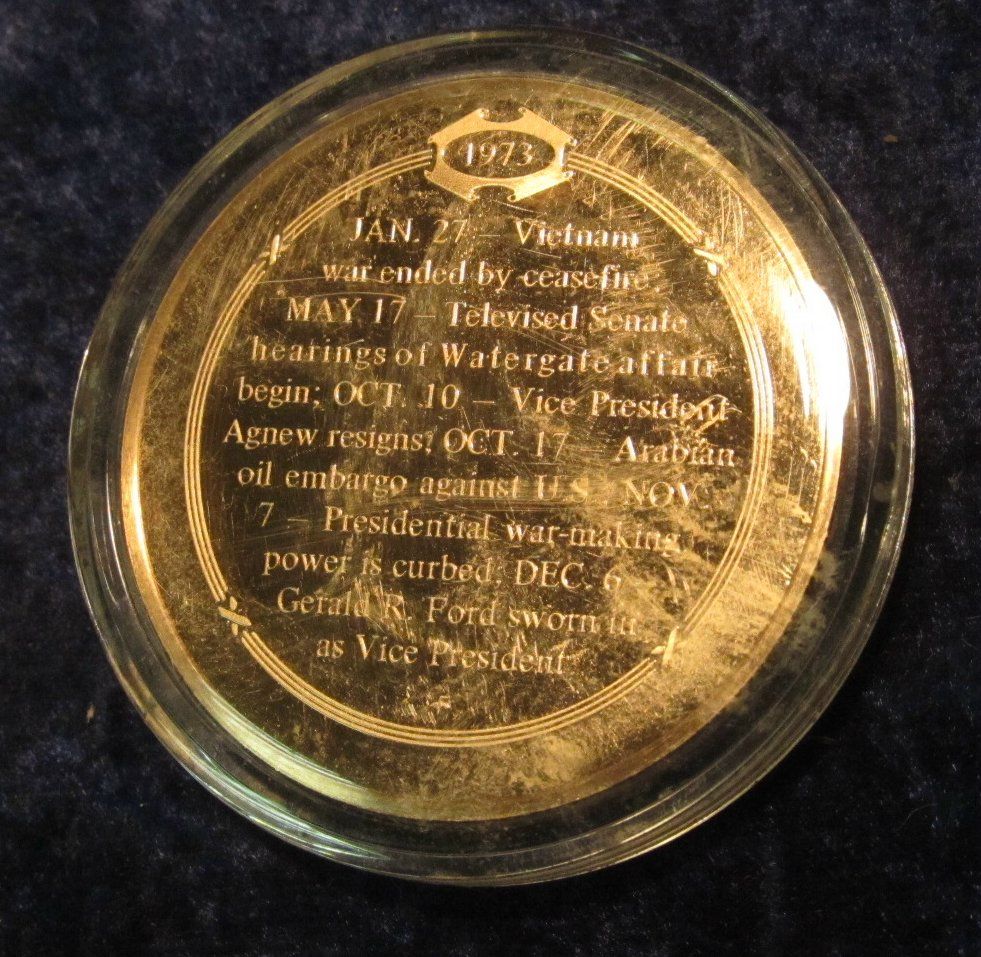 1973
JAN. 27 – Vietnam
war ended by ceasefire.
MAY 17 – Televised Senate
hearings of Watergate affair
begin; OCT. 10 – Vice President
Agnew resigns; OCT. 17 – Arabian
oil embargo against U.S. NOV.
7 – Presidential war-making
power is curbed. DEC. 6 –
Gerald R. Ford sworn in
as Vice President